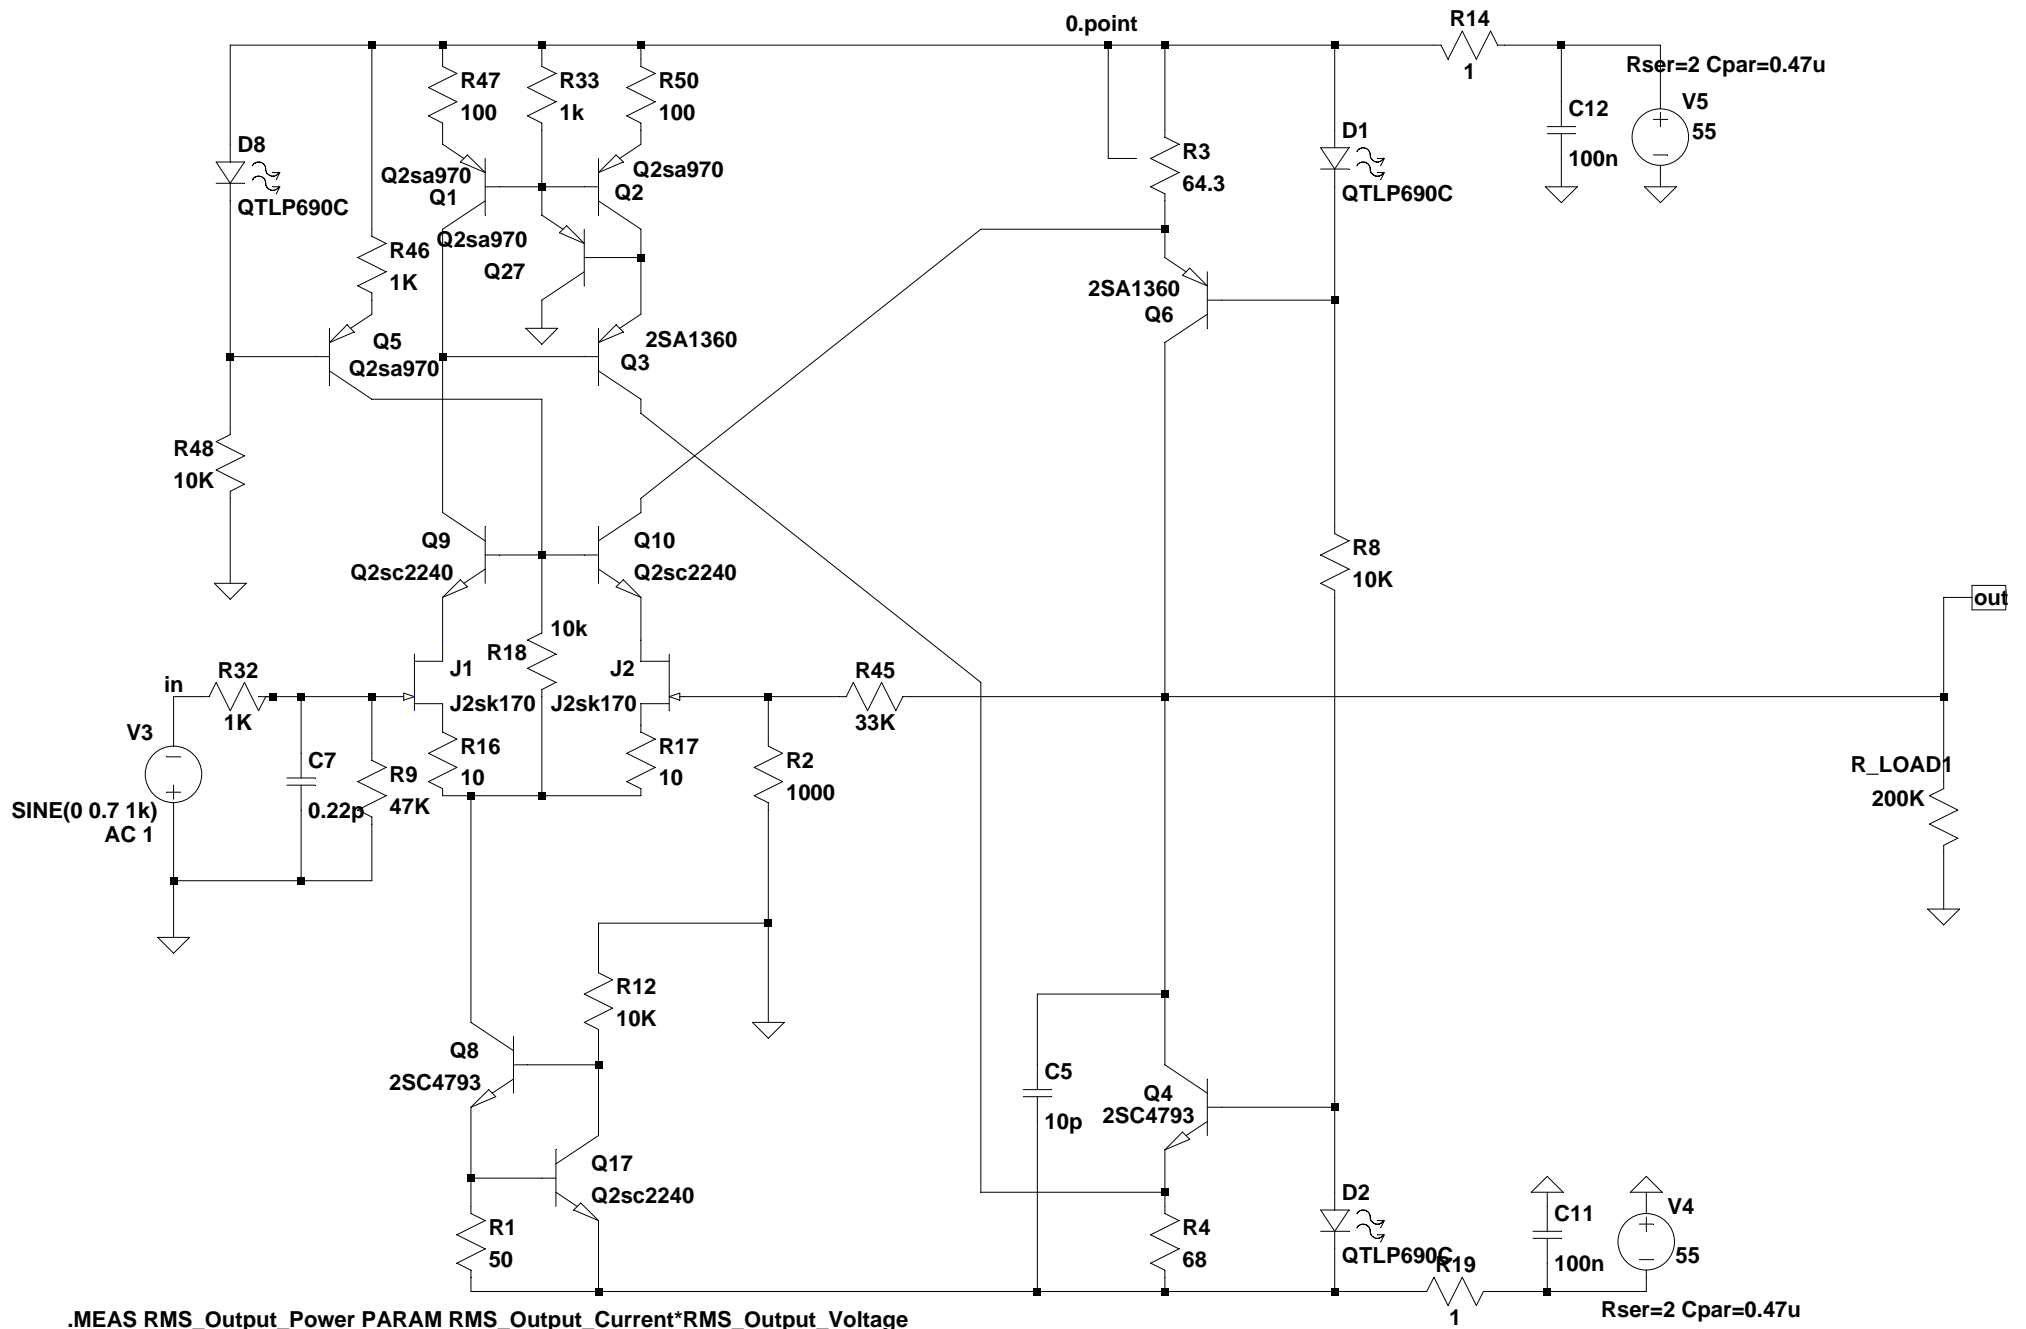 0.point
R14
1
Rser=2 Cpar=0.47u
R47
100
R33
1k
R50
100
C12
100n
V5
55
D8
QTLP690C
D1
QTLP690C
Q2sa970
Q1
Q2sa970
Q2
R3
64.3
Q2sa970
Q27
R46
1K
2SA1360
Q6
Q5
Q2sa970
2SA1360
Q3
R48
10K
Q9
Q2sc2240
Q10
Q2sc2240
R8
10K
out
10k
R18
in
R32
1K
J1
J2sk170
J2
J2sk170
R45
33K
V3
SINE(0 0.7 1k)
AC 1
C7
0.22p
R9
47K
R16
10
R17
10
R2
1000
R_LOAD1
200K
R12
10K
Q8
2SC4793
C5
10p
Q4
2SC4793
Q17
Q2sc2240
R1
50
R4
68
D2
QTLP690C
R19
1
C11
100n
V4
55
Rser=2 Cpar=0.47u
.MEAS RMS_Output_Power PARAM RMS_Output_Current*RMS_Output_Voltage